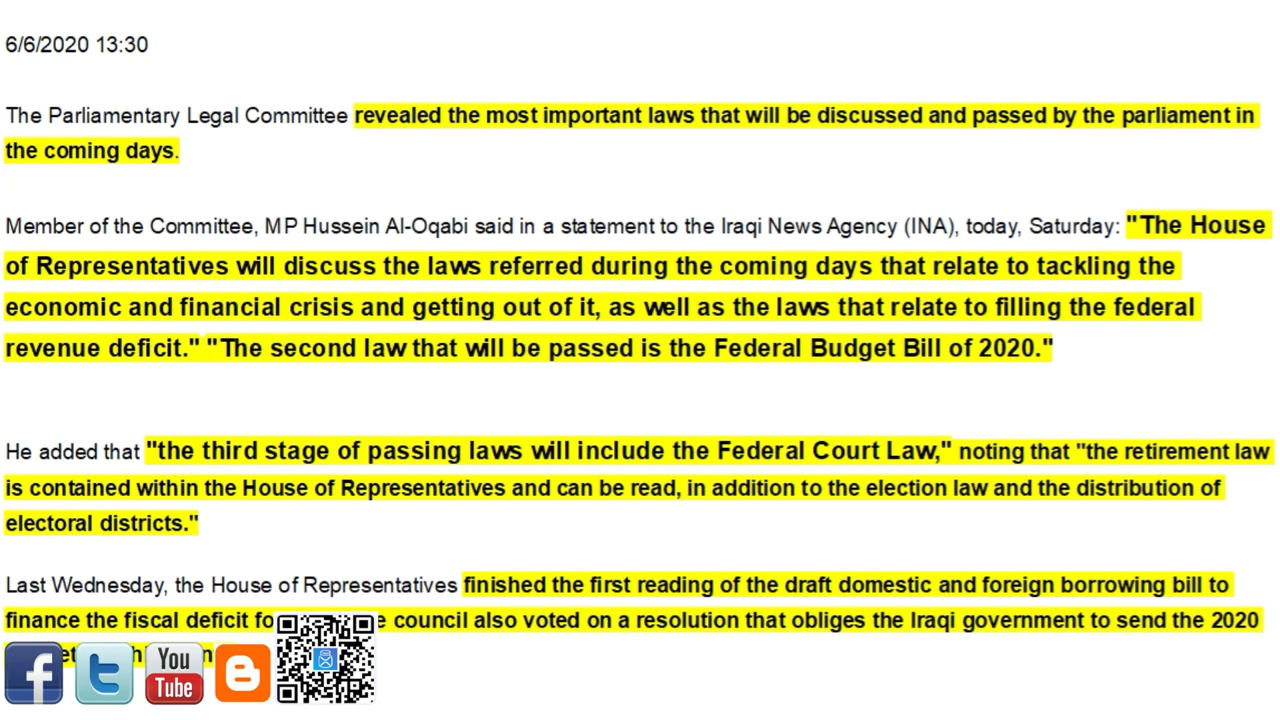 6/6/2020 13:30
The Parliamentary Legal Committee revealed the most important laws that will be discussed and passed by the parliament in
the coming days.
Member of the Committee, MP Hussein Al-Oqabi said in a statement to the Iraqi News Agency (INA), today, Saturday: "The House
of Representatives will discuss the laws referred during the coming days that relate to tackling the
economic and financial crisis and getting out of it, as well as the laws that relate to filling the federal
revenue deficit." "The second law that will be passed is the Federal Budget Bill of 2020."
He added that "the third stage of passing laws will include the Federal Court Law," noting that "the retirement law
is contained within the House of Representatives and can be read, in addition to the election law and the distribution of
electoral districts."
Last Wednesday, the House of Representatives finished the first reading of the draft domestic and foreign borrowing bill to
finance the fiscal deficit council also voted on a resolution that obliges the Iraqi government to send the 2020
You
Tube